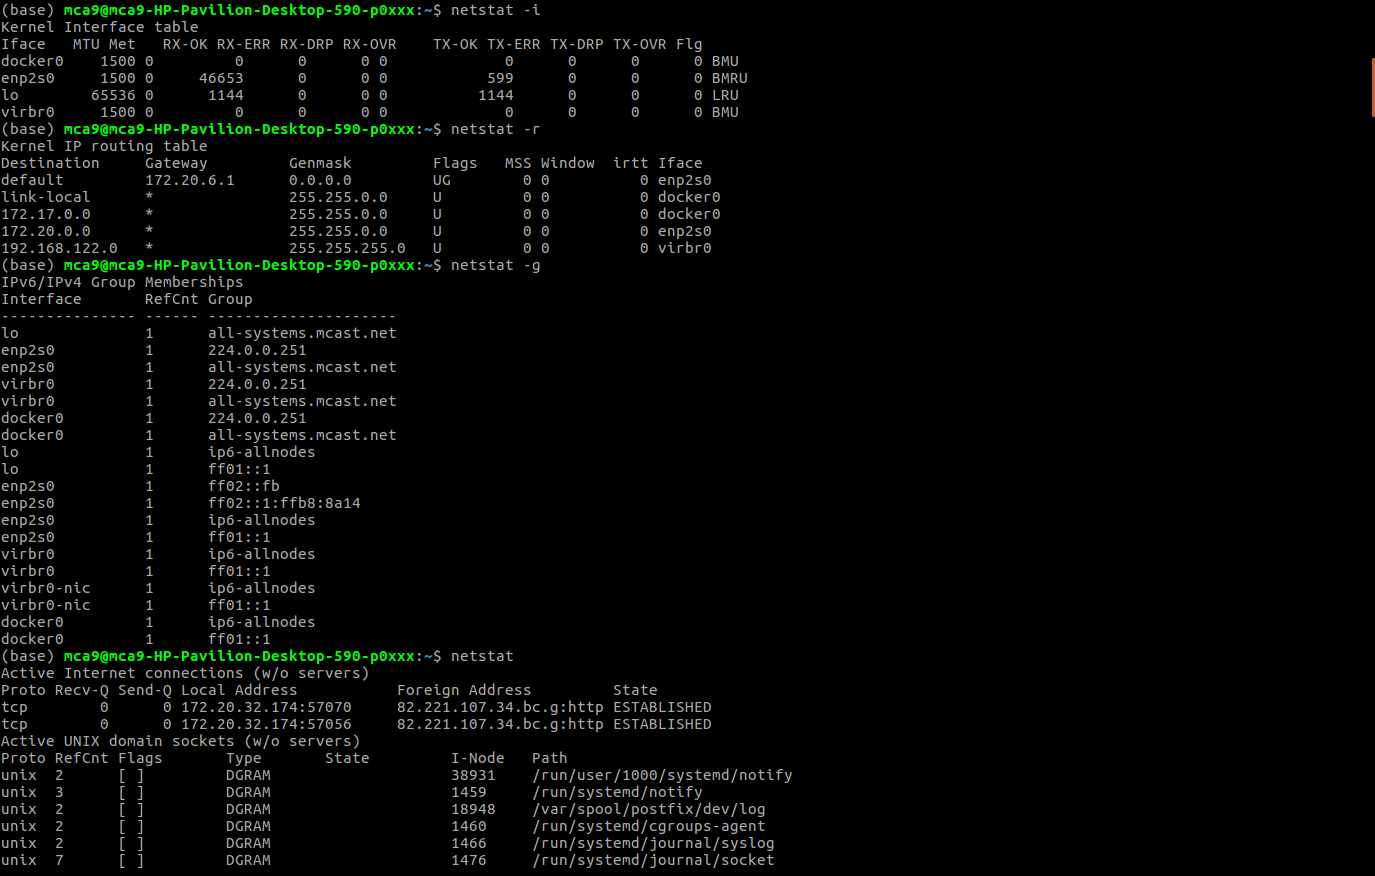 (base) mca9@mca9-HP-Pavilion-Desktop-590-p0xxx:~$ netstat -i
Kernel Interface table
Iface   MTU Met   RX-OK RX-ERR RX-DRP RX-OVR    TX-OK TX-ERR TX-DRP TX-OVR Flg
docker0    1500 0         0      0      0 0             0      0      0      0 BMU
enp2s0     1500 0     46653      0      0 0           599      0      0      0 BMRU
lo        65536 0      1144      0      0 0          1144      0      0      0 LRU
virbr0     1500 0         0      0      0 0             0      0      0      0 BMU
(base) mca9@mca9-HP-Pavilion-Desktop-590-p0xxx:~$ netstat -r
Kernel IP routing table
Destination     Gateway         Genmask         Flags   MSS Window  irtt Iface
default         172.20.6.1      0.0.0.0         UG        0 0          0 enp2s0
link-local      *               255.255.0.0     U         0 0          0 docker0
172.17.0.0      *               255.255.0.0     U         0 0          0 docker0
172.20.0.0      *               255.255.0.0     U         0 0          0 enp2s0
192.168.122.0   *               255.255.255.0   U         0 0          0 virbr0
(base) mca9@mca9-HP-Pavilion-Desktop-590-p0xxx:~$ netstat -g
IPv6/IPv4 Group Memberships
Interface       RefCnt Group
--------------- ------ ---------------------
lo              1      all-systems.mcast.net
enp2s0          1      224.0.0.251
enp2s0          1      all-systems.mcast.net
virbr0          1      224.0.0.251
virbr0          1      all-systems.mcast.net
docker0         1      224.0.0.251
docker0         1      all-systems.mcast.net
lo              1      ip6-allnodes
lo              1      ff01::1
enp2s0          1      ff02::fb
enp2s0          1      ff02::1:ffb8:8a14
enp2s0          1      ip6-allnodes
enp2s0          1      ff01::1
virbr0          1      ip6-allnodes
virbr0          1      ff01::1
virbr0-nic      1      ip6-allnodes
virbr0-nic      1      ff01::1
docker0         1      ip6-allnodes
docker0         1      ff01::1
(base) mca9@mca9-HP-Pavilion-Desktop-590-p0xxx:~$ netstat
Active Internet connections (w/o servers)
Proto Recv-Q Send-Q Local Address           Foreign Address         State
tcp        0      0 172.20.32.174:57070     82.221.107.34.bc.g:http ESTABLISHED
tcp        0      0 172.20.32.174:57056     82.221.107.34.bc.g:http ESTABLISHED
Active UNIX domain sockets (w/o servers)
Proto RefCnt Flags       Type       State         I-Node   Path
unix  2      [ ]         DGRAM                    38931    /run/user/1000/systemd/notify
unix  3      [ ]         DGRAM                    1459     /run/systemd/notify
unix  2      [ ]         DGRAM                    18948    /var/spool/postfix/dev/log
unix  2      [ ]         DGRAM                    1460     /run/systemd/cgroups-agent
unix  2      [ ]         DGRAM                    1466     /run/systemd/journal/syslog
unix  7      [ ]         DGRAM                    1476     /run/systemd/journal/socket